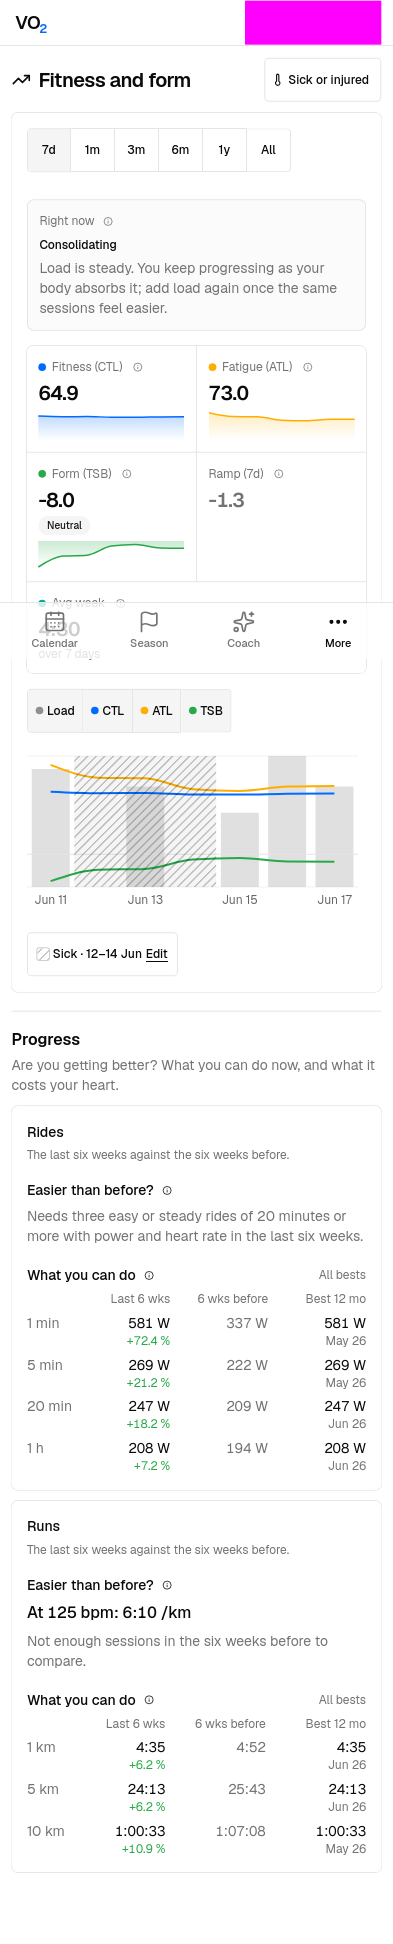 VO2
Fitness and form
Sick or injured
7d 1m 3m 6m 1y All
Right now
Consolidating
Load is steady. You keep progressing as your
body absorbs it; add load again once the same
sessions feel easier.
Fitness (CTL)
64.9
Fatigue (ATL)
73.0
Form (TSB)
-8.0
Neutral
Ramp (7d)
-1.3
Avg week
over 7 days
Calendar Season Coach More
Load CTL ATL TSB
Jun 11 Jun 13 Jun 15 Jun 17
Sick · 12–14 Jun Edit
Progress
Are you getting better? What you can do now, and what it
costs your heart.
Rides
The last six weeks against the six weeks before.
Easier than before?
Needs three easy or steady rides of 20 minutes or
more with power and heart rate in the last six weeks.
What you can do All bests
Last 6 wks 6 wks before Best 12 mo
1 min 581 W 337 W 581 W
+72.4 % May 26
5 min 269 W 222 W 269 W
+21.2 % May 26
20 min 247 W 209 W 247 W
+18.2 % Jun 26
1 h 208 W 194 W 208 W
+7.2 % Jun 26
Runs
The last six weeks against the six weeks before.
Easier than before?
At 125 bpm: 6:10 /km
Not enough sessions in the six weeks before to
compare.
What you can do All bests
Last 6 wks 6 wks before Best 12 mo
1 km 4:35 4:52 4:35
+6.2 % Jun 26
5 km 24:13 25:43 24:13
+6.2 % Jun 26
10 km 1:00:33 1:07:08 1:00:33
+10.9 % May 26